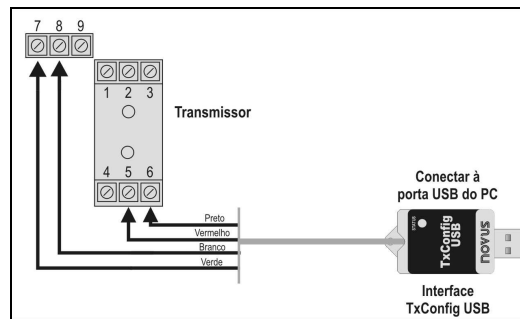 7 8 9
1 2 3
Transmissor
4 5 6
Preto
Vermelho
Branco
Verde
Conectar à
porta USB do PC
STATUS
TxConfig
USB
NOVUS
Interface
TxConfig USB